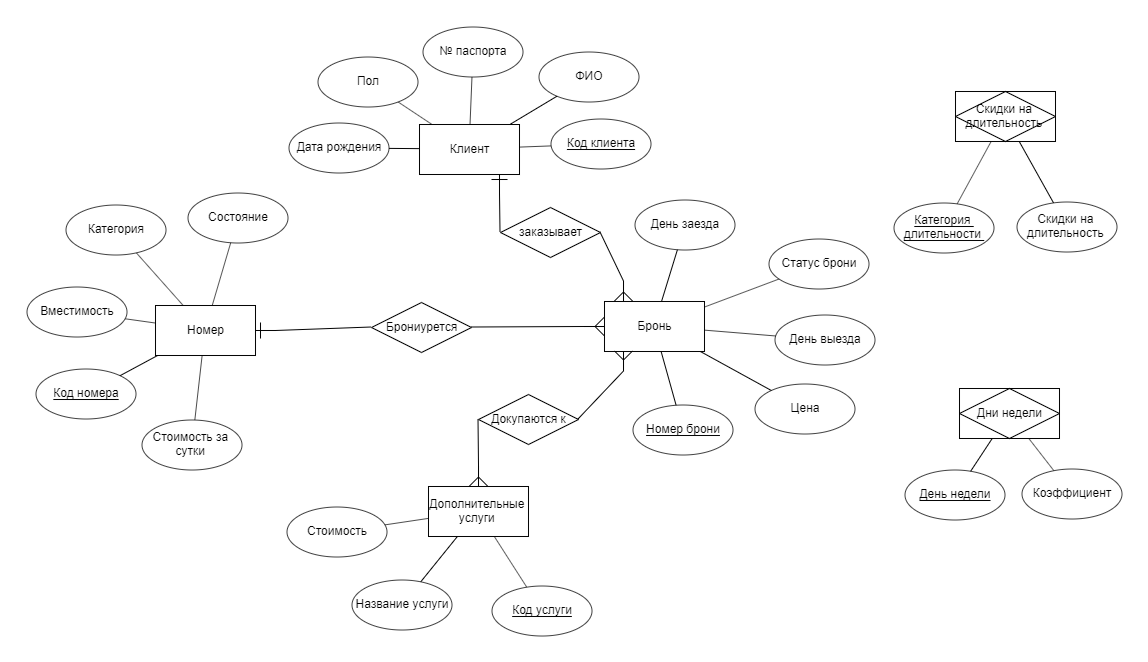 № паспорта
Пол
ФИО
Дата рождения
Клиент
Код клиента
Скидки на
длительность
Категория
длительности
Скидки на
длительность
Категория
Состояние
заказывает
День заезда
Статус брони
Вместимость
Номер
Брониурется
Бронь
День выезда
Код номера
Стоимость за
сутки
Докупаются к
Номер брони
Цена
Дни недели
День недели
Коэффициент
Дополнительные
услуги
Стоимость
Название услуги
Код услуги